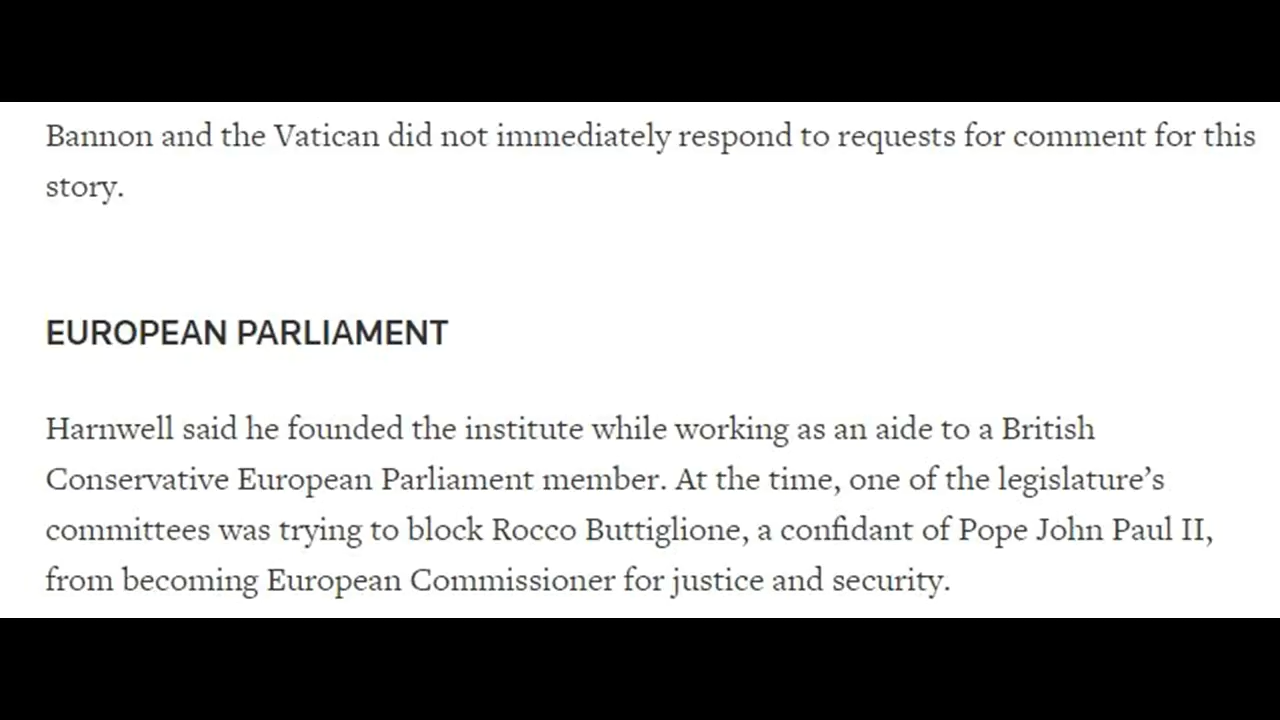 Bannon and the Vatican did not immediately respond to requests for comment for this
story.
EUROPEAN PARLIAMENT
Harnwell said he founded the institute while working as an aide to a British
Conservative European Parliament member. At the time, one of the legislature’s
committees was trying to block Rocco Buttiglione, a confidant of Pope John Paul II,
from becoming European Commissioner for justice and security.